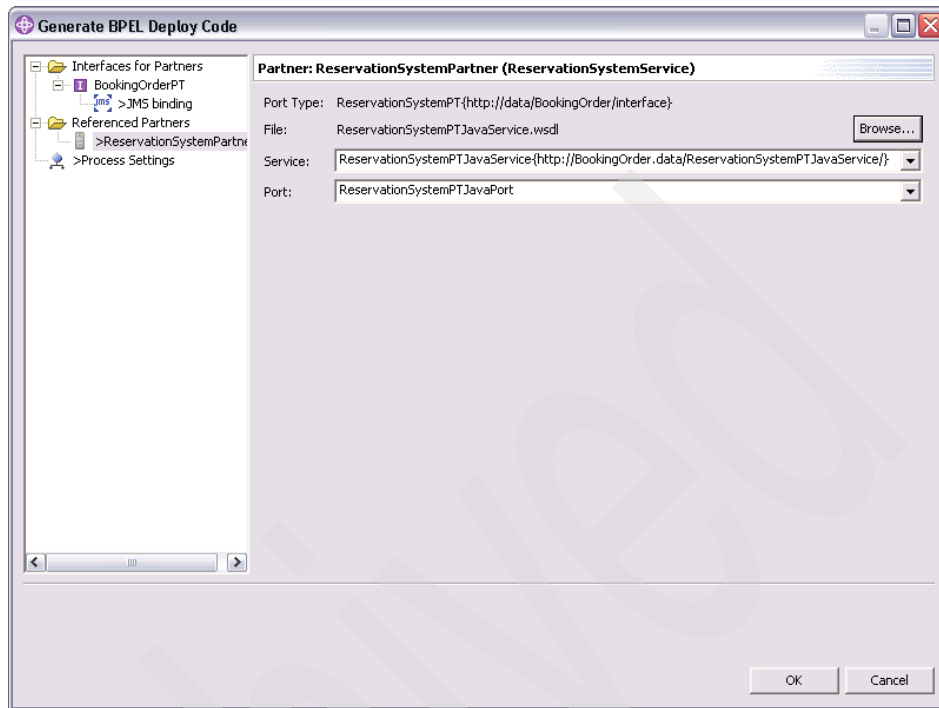 Generate BPEL Deploy Code
Interfaces for Partners
BookingOrderPT
>JMS binding
Referenced Partners
>ReservationSystemPartne
>Process Settings
Partner: ReservationSystemPartner (ReservationSystemService)
Port Type: ReservationSystemPT{http://data/BookingOrder/interface}
File: ReservationSystemPTJavaService.wsdl Browse...
Service: ReservationSystemPTJavaService{http://BookingOrder.data/ReservationSystemPTJavaService/}
Port: ReservationSystemPTJavaPort
OK Cancel